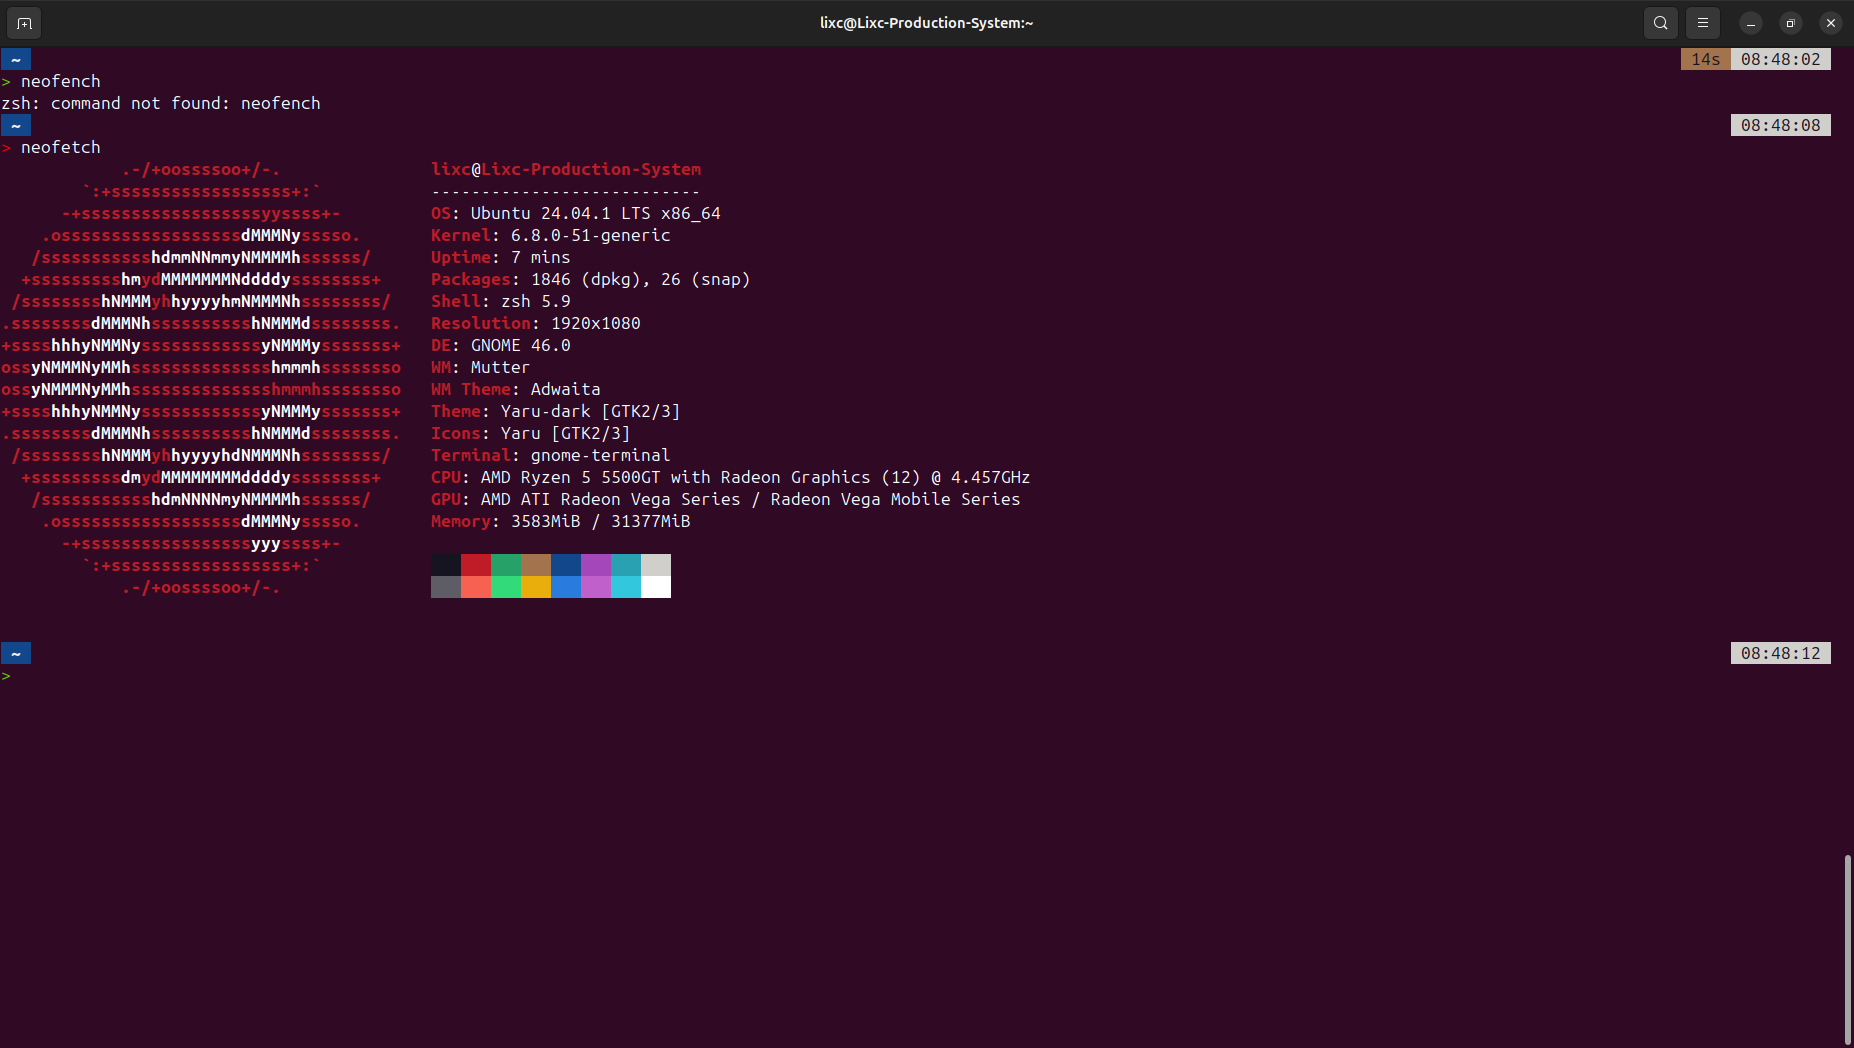 lixc@Lixc-Production-System:~
~ 14s 08:48:02
> neofench
zsh: command not found: neofench
~ 08:48:08
> neofetch
.-/+oossssoo+/-. lixc@Lixc-Production-System
`:+ssssssssssssssssss+:` ---------------------------
-+ssssssssssssssssssyyssss+- OS: Ubuntu 24.04.1 LTS x86_64
.ossssssssssssssssssdMMMNysssso. Kernel: 6.8.0-51-generic
/ssssssssssshdmmNNmmyNMMMMhssssss/ Uptime: 7 mins
+ssssssssshmydMMMMMMMNddddyssssssss+ Packages: 1846 (dpkg), 26 (snap)
/sssssssshNMMMyhhyyyyhmNMMMNhssssssss/ Shell: zsh 5.9
.ssssssssdMMMNhsssssssssshNMMMdssssssss. Resolution: 1920x1080
+sssshhhyNMMNyssssssssssssyNMMMysssssss+ DE: GNOME 46.0
ossyNMMMNyMMhsssssssssssssshmmmhssssssso WM: Mutter
ossyNMMMNyMMhsssssssssssssshmmmhssssssso WM Theme: Adwaita
+sssshhhyNMMNyssssssssssssyNMMMysssssss+ Theme: Yaru-dark [GTK2/3]
.ssssssssdMMMNhsssssssssshNMMMdssssssss. Icons: Yaru [GTK2/3]
/sssssssshNMMMyhhyyyyhdNMMMNhssssssss/ Terminal: gnome-terminal
+sssssssssdmydMMMMMMMMddddyssssssss+ CPU: AMD Ryzen 5 5500GT with Radeon Graphics (12) @ 4.457GHz
/ssssssssssshdmNNNNmyNMMMMhssssss/ GPU: AMD ATI Radeon Vega Series / Radeon Vega Mobile Series
.ossssssssssssssssssdMMMNysssso. Memory: 3583MiB / 31377MiB
-+sssssssssssssssssyyyssss+-
`:+ssssssssssssssssss+:`
.-/+oossssoo+/-.
~ 08:48:12
>